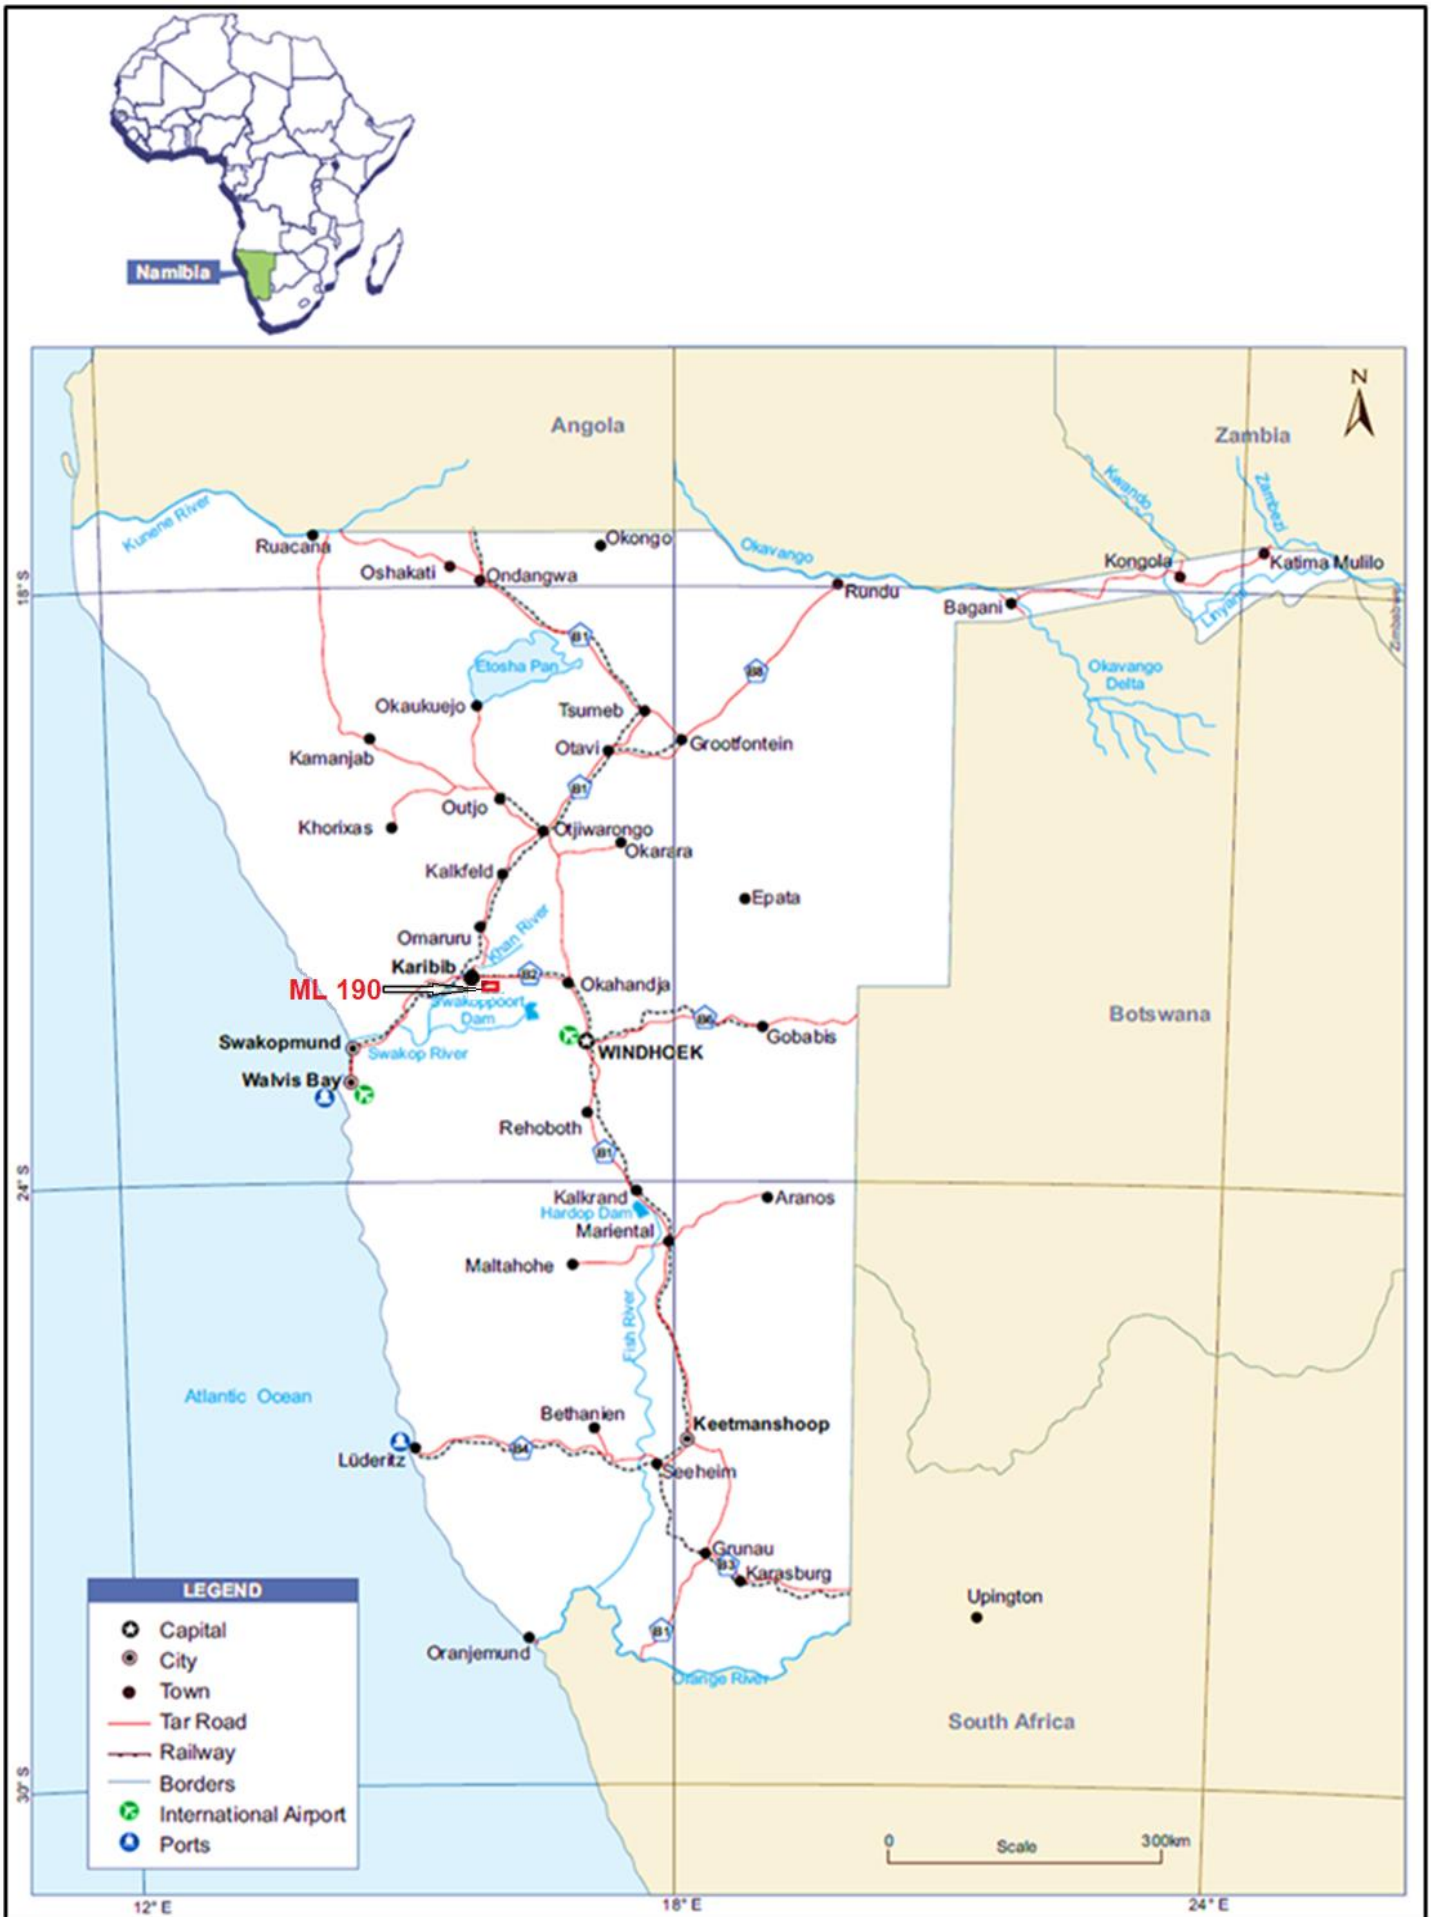 Namibia
N
Angola
Zambia
Kwando
Zambezi
Kunene River
Ruacana
Okongo
Okavango
Oshakati
Ondangwa
Kongola
Katima Mulilo
18° S
Rundu
Bagani
Linyanti
Zimbabwe
B1
Etosha Pan
B8
Okavango
Delta
Okaukuejo
Tsumeb
Kamanjab
Otavi
Grootfontein
B1
Outjo
Khorixas
Otjiwarongo
Okarara
Kalkfeld
Epata
Omaruru
Khan River
Karibib
B2
ML 190
Okahandja
Swakoppoort
Dam
Botswana
B6
Swakopmund
Swakop River
WINDHOEK
Gobabis
Walvis Bay
Rehoboth
B1
24° S
Kalkrand
Aranos
Hardop Dam
Mariental
Maltahohe
Fish River
Atlantic Ocean
Bethanien
Keetmanshoop
Lüderitz
B4
Seeheim
Grunau
B3
Karasburg
Upington
B1
Oranjemund
Orange River
South Africa
LEGEND
Capital
City
Town
Tar Road
Railway
Borders
International Airport
Ports
30° S
0
Scale
300km
12° E
18° E
24° E